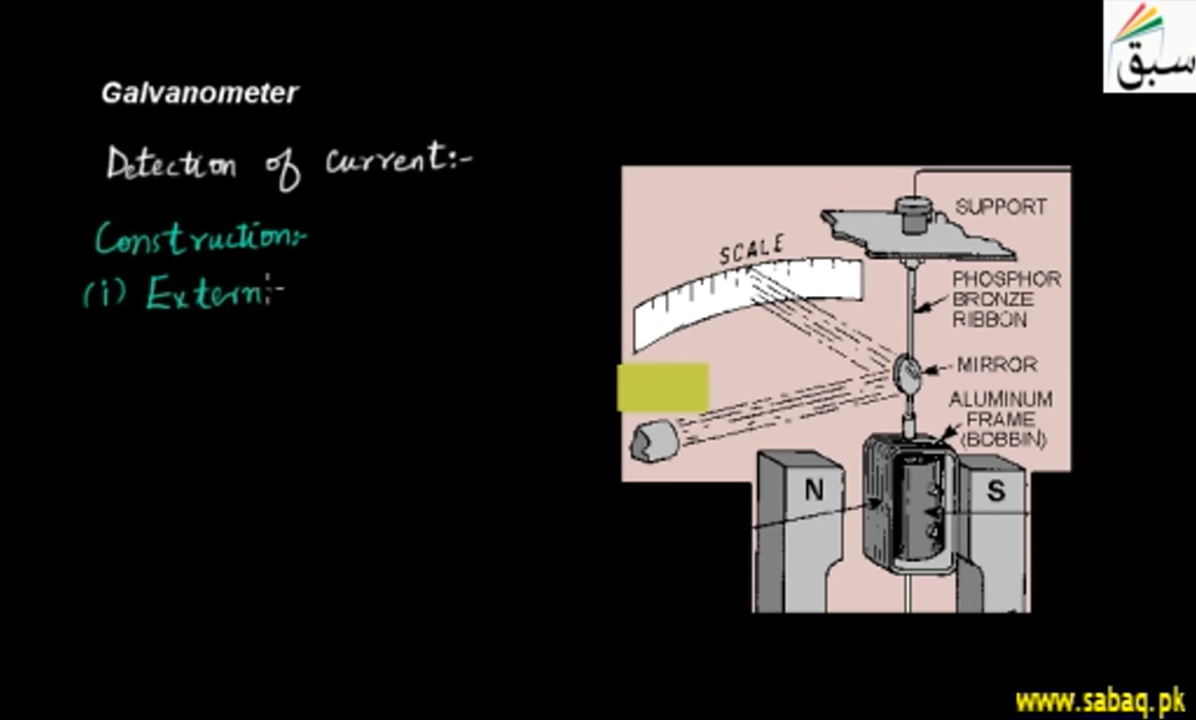 سبق
Galvanometer
Detection of current:-
Construction:-
(i) Extern:-
SUPPORT
SCALE
PHOSPHOR
BRONZE
RIBBON
MIRROR
ALUMINUM
FRAME
(BOBBIN)
N
S
www.sabaq.pk